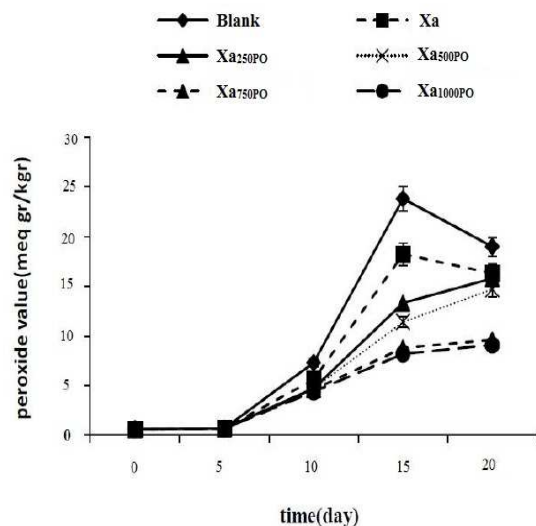 Blank Xa
Xa250PO Xa500PO
Xa750PO Xa1000PO
peroxide value(meq gr/kgr)
30
25
20
15
10
5
0
0 5 10 15 20
time(day)